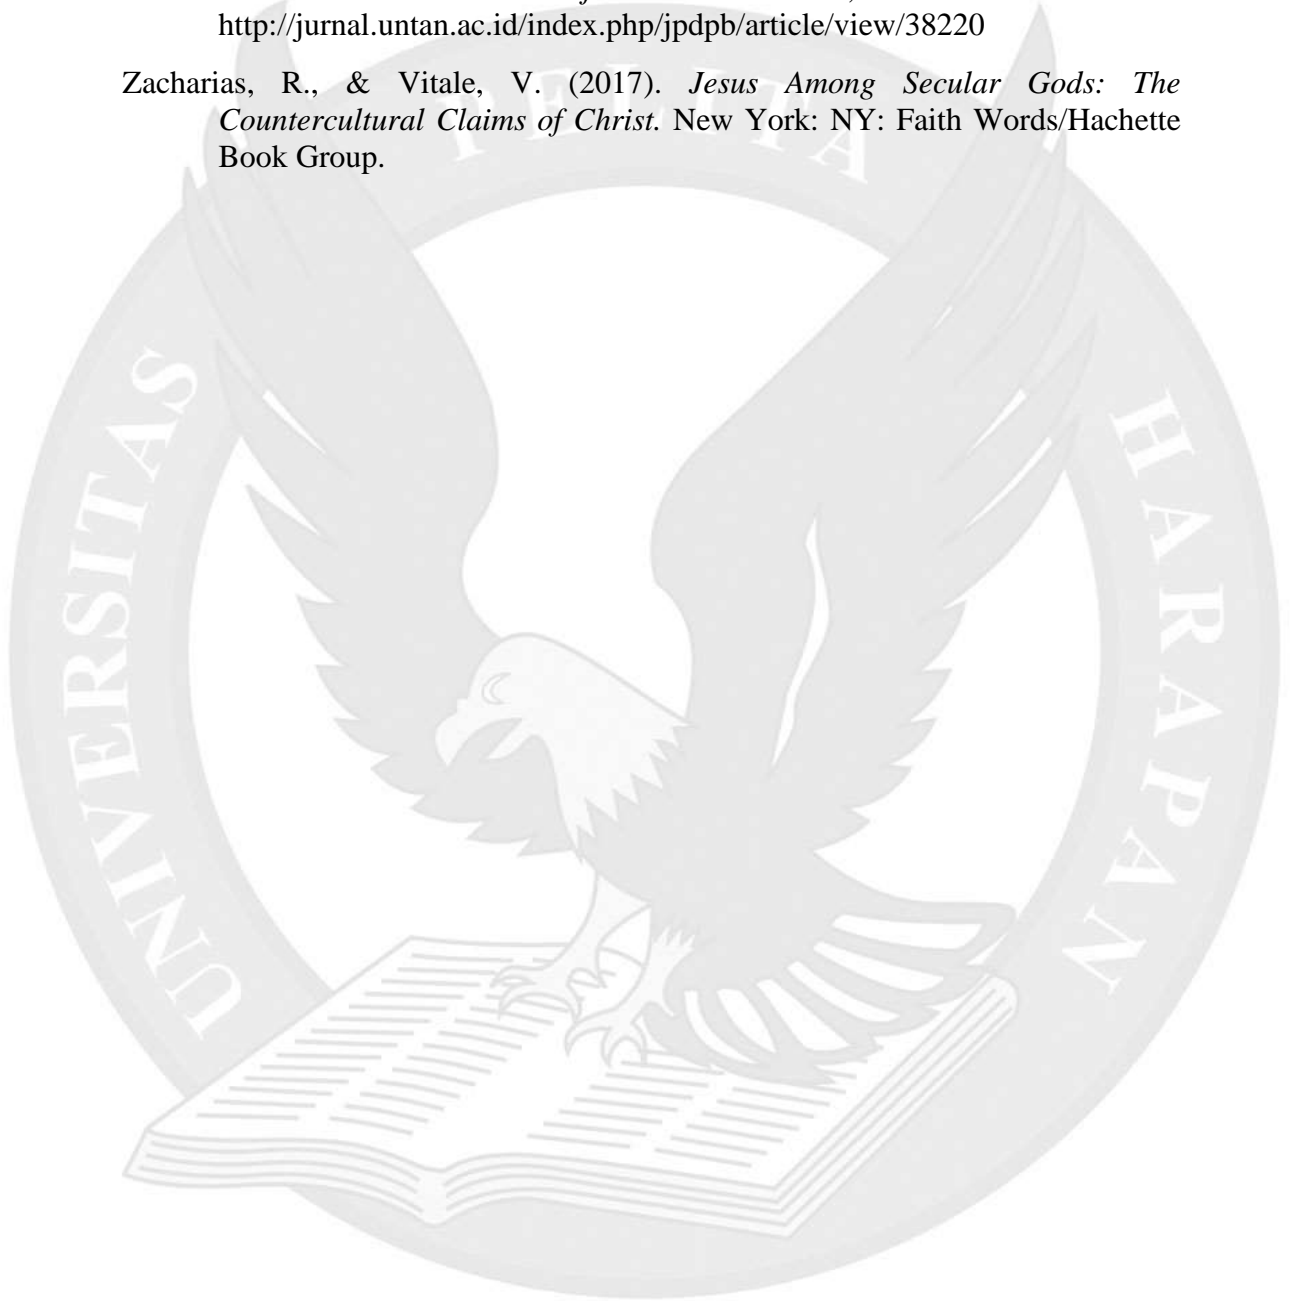 http://jurnal.untan.ac.id/index.php/jpdpb/article/view/38220
Zacharias, R., & Vitale, V. (2017). Jesus Among Secular Gods: The
Countercultural Claims of Christ. New York: NY: Faith Words/Hachette
Book Group.
UNIVERSITAS PELITA HARAPAN